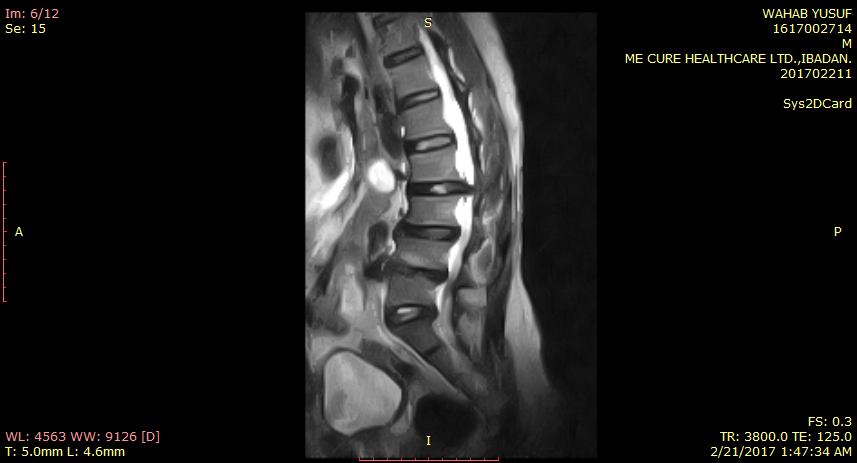 Im: 6/12
Se: 15
WAHAB YUSUF
1617002714
M
ME CURE HEALTHCARE LTD.,IBADAN.
201702211
Sys2DCard
S
A
P
I
WL: 4563 WW: 9126 [D]
T: 5.0mm L: 4.6mm
FS: 0.3
TR: 3800.0 TE: 125.0
2/21/2017 1:47:34 AM